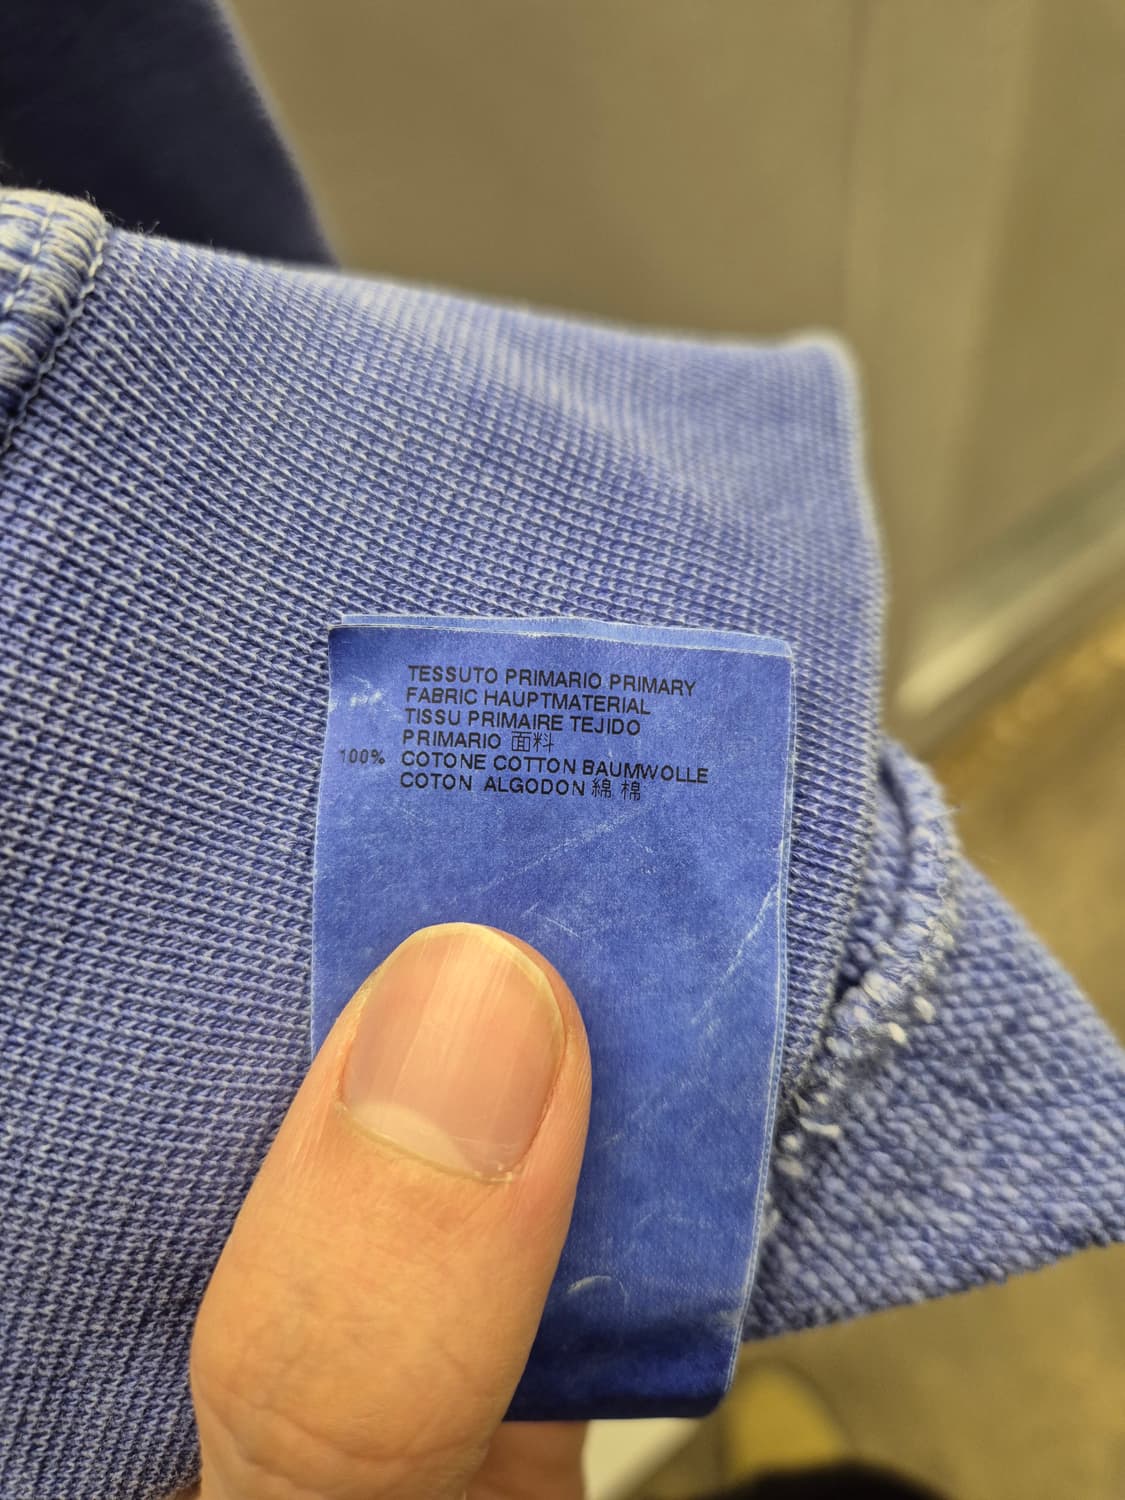 TESSUTO PRIMARIO PRIMARY
FABRIC HAUPTMATERIAL
TISSU PRIMAIRE TEJIDO
PRIMARIO 面料
100% COTONE COTTON BAUMWOLLE
COTON ALGODON 綿 棉